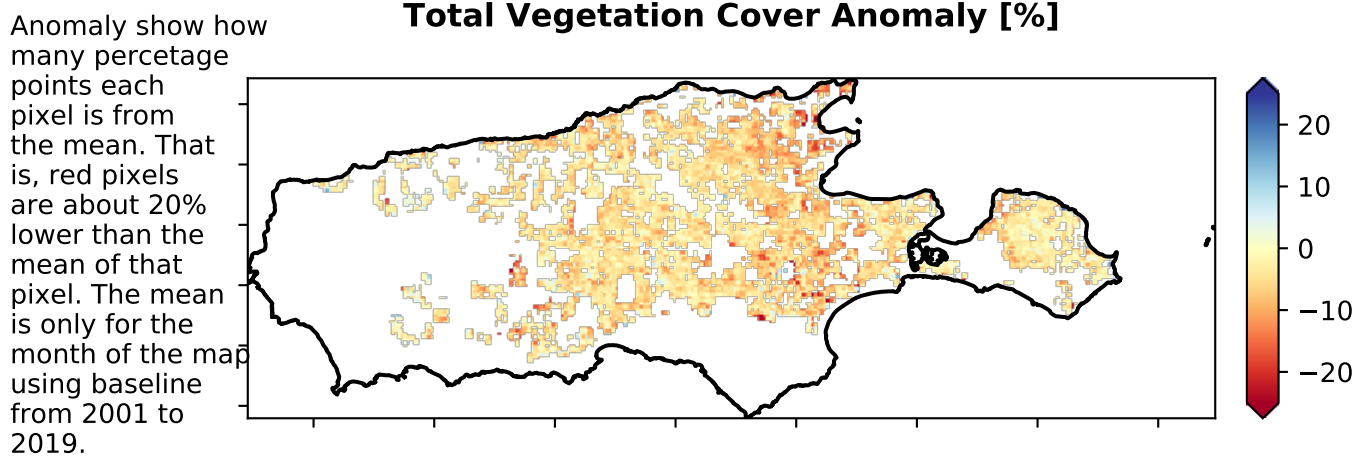 Total Vegetation Cover Anomaly [%]
Anomaly show how
many percetage
points each
pixel is from
the mean. That
is, red pixels
are about 20%
lower than the
mean of that
pixel. The mean
is only for the
month of the map
using baseline
from 2001 to
2019.
20
10
0
−10
−20